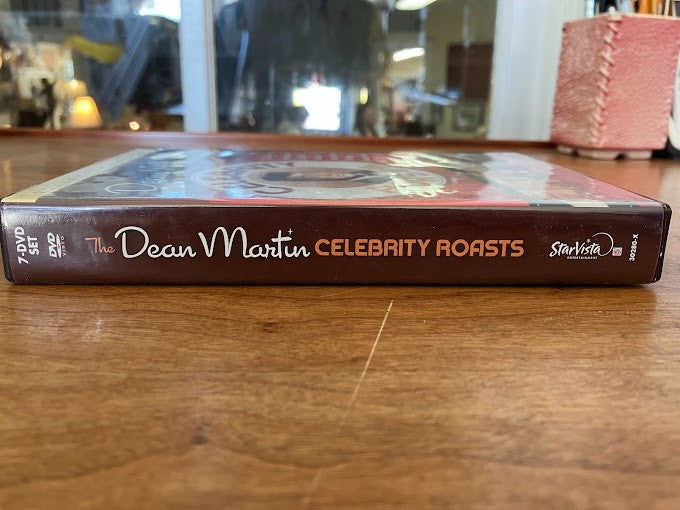 7-DVD
SET
DVD
VIDEO
The Dean Martin CELEBRITY ROASTS
StarVista
ENTERTAINMENT
30280-X